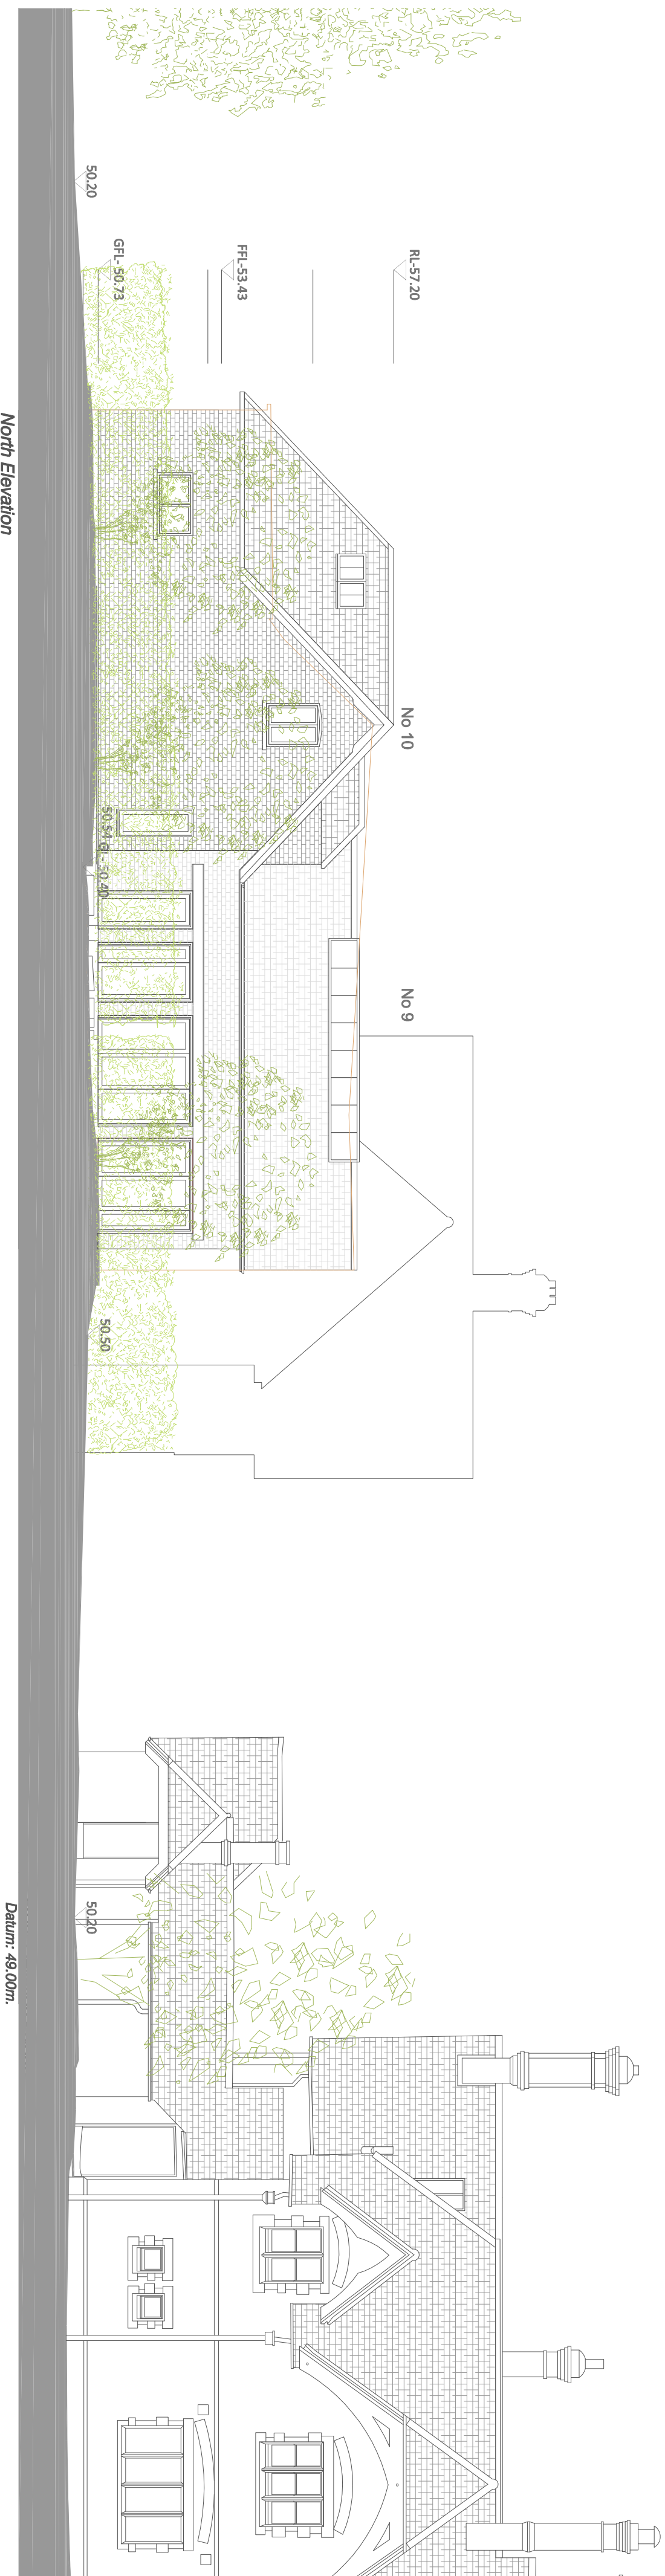 RL-57.20
FFL-53.43
GFL- 50.73
50.20
No 10
No 9
50.54
GL- 50.40
50.50
50.20
North Elevation
Datum: 49.00m.